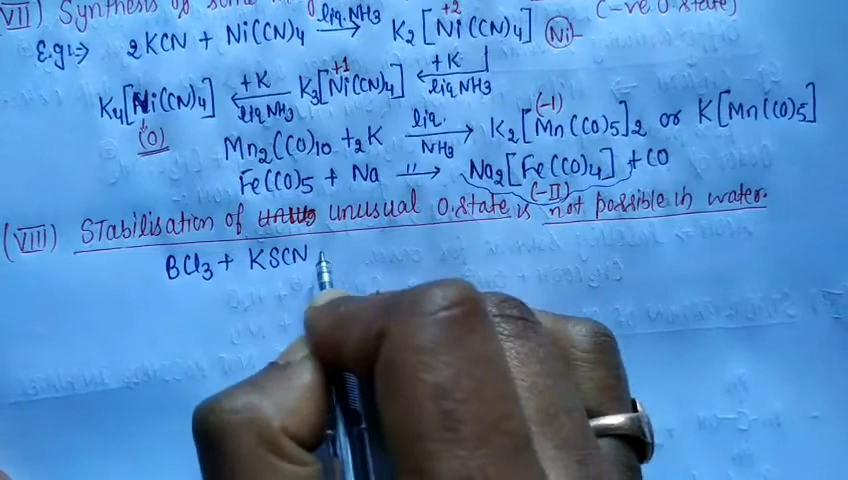 (VII) Synthesis of some (-ve O.state)
E.g:→ 2KCN + Ni(CN)4 liq.NH3 → K2[Ni(CN)4] +2 Ni-
K4[Ni(CN)4] (0) ← +K liq NH3 K3[Ni(CN)4] +1 ← +K liq NH3
Mn2(CO)10 + 2K liq. NH3 → K2[Mn(CO)5]2 (-1) or K[Mn(CO)5]
Fe(CO)5 + Na " → Na2[Fe(CO)4] + CO (-II)
(VIII) Stabilisation of unusual O.state is not possible in water.
BCl3 + KSCN